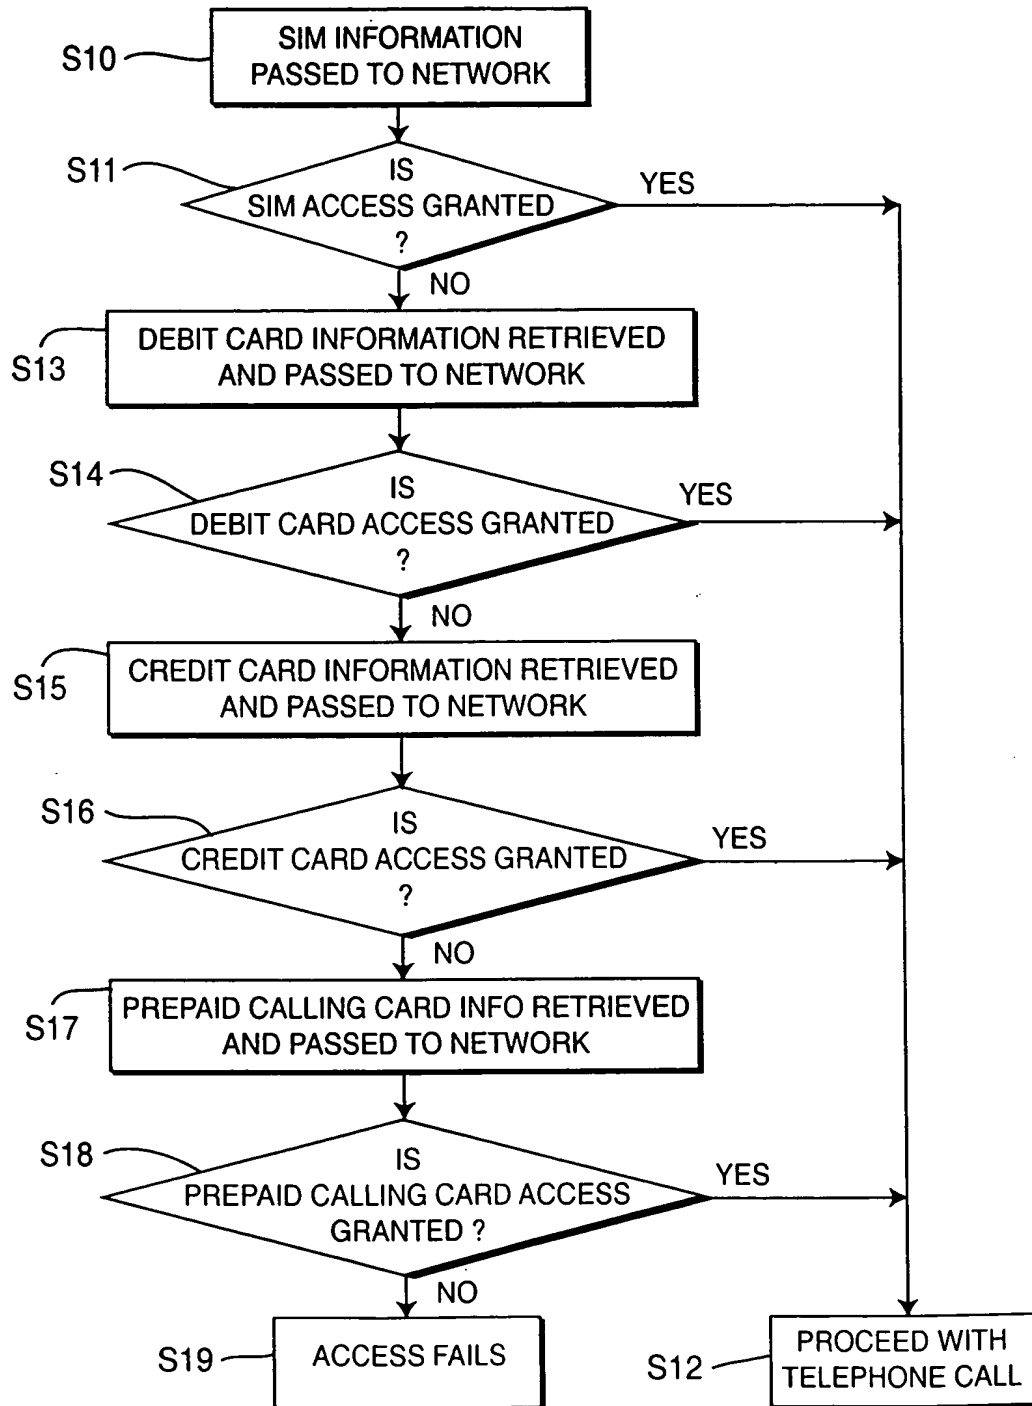 S10
SIM INFORMATION
PASSED TO NETWORK
S11
IS
SIM ACCESS GRANTED
?
YES
NO
S13
DEBIT CARD INFORMATION RETRIEVED
AND PASSED TO NETWORK
S14
IS
DEBIT CARD ACCESS GRANTED
?
YES
NO
S15
CREDIT CARD INFORMATION RETRIEVED
AND PASSED TO NETWORK
S16
IS
CREDIT CARD ACCESS GRANTED
?
YES
NO
S17
PREPAID CALLING CARD INFO RETRIEVED
AND PASSED TO NETWORK
S18
IS
PREPAID CALLING CARD ACCESS
GRANTED ?
YES
NO
S19
ACCESS FAILS
S12
PROCEED WITH
TELEPHONE CALL